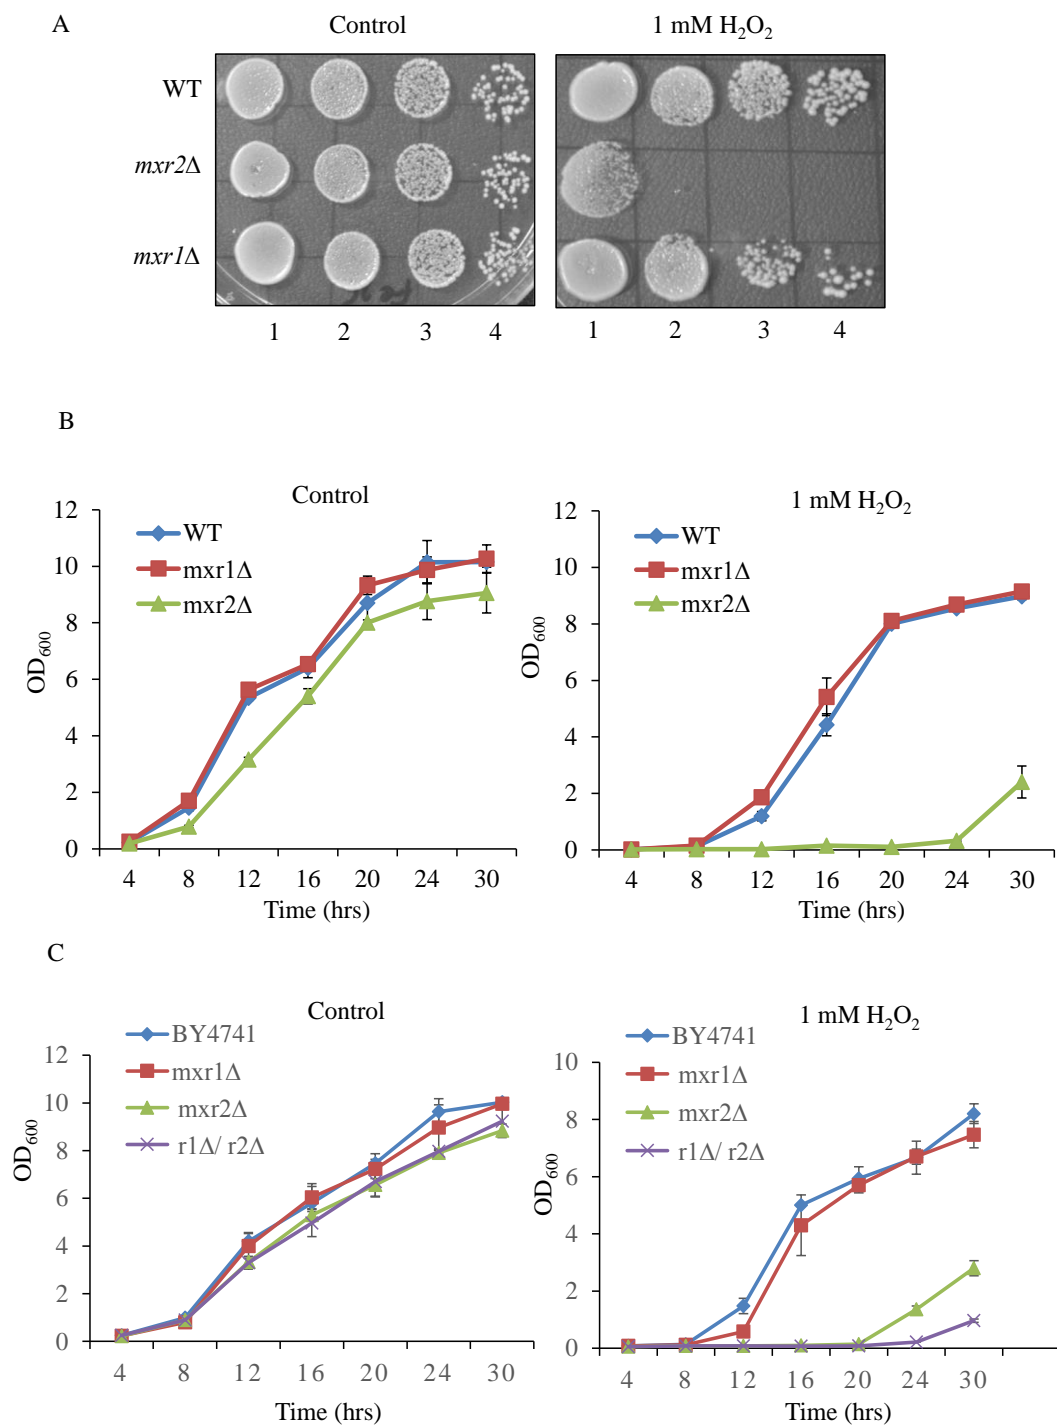 A
Control
1 mM H₂O₂
WT
mxr2Δ
mxr1Δ
1 2 3 4
1 2 3 4
B
Control
WT
mxr1Δ
mxr2Δ
12
10
8
6
4
2
0
OD₆₀₀
4 8 12 16 20 24 30
Time (hrs)
1 mM H₂O₂
WT
mxr1Δ
mxr2Δ
12
10
8
6
4
2
0
OD₆₀₀
4 8 12 16 20 24 30
Time (hrs)
C
Control
BY4741
mxr1Δ
mxr2Δ
r1Δ/ r2Δ
12
10
8
6
4
2
0
OD₆₀₀
4 8 12 16 20 24 30
Time (hrs)
1 mM H₂O₂
BY4741
mxr1Δ
mxr2Δ
r1Δ/ r2Δ
10
8
6
4
2
0
OD₆₀₀
4 8 12 16 20 24 30
Time (hrs)